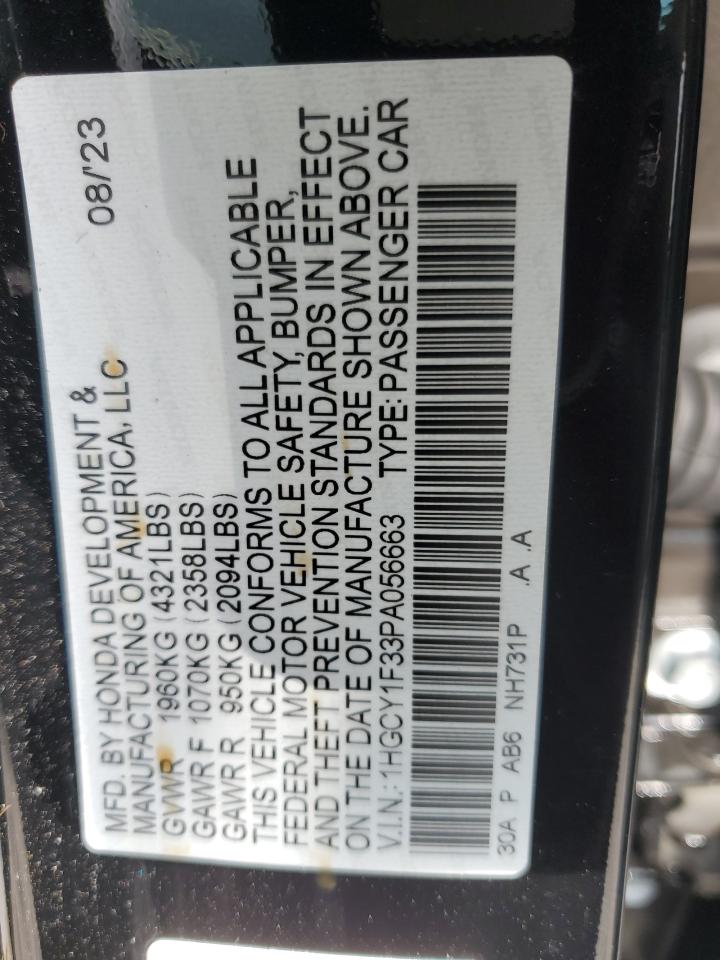 MFD. BY HONDA DEVELOPMENT & 08/'23
MANUFACTURING OF AMERICA, LLC
GVWR 1960KG (4321LBS)
GAWR F 1070KG (2358LBS)
GAWR R 950KG (2094LBS)
THIS VEHICLE CONFORMS TO ALL APPLICABLE
FEDERAL MOTOR VEHICLE SAFETY, BUMPER,
AND THEFT PREVENTION STANDARDS IN EFFECT
ON THE DATE OF MANUFACTURE SHOWN ABOVE.
V.I.N.: 1HGCY1F33PA056663 TYPE: PASSENGER CAR
30A P AB6 NH731P .A .A